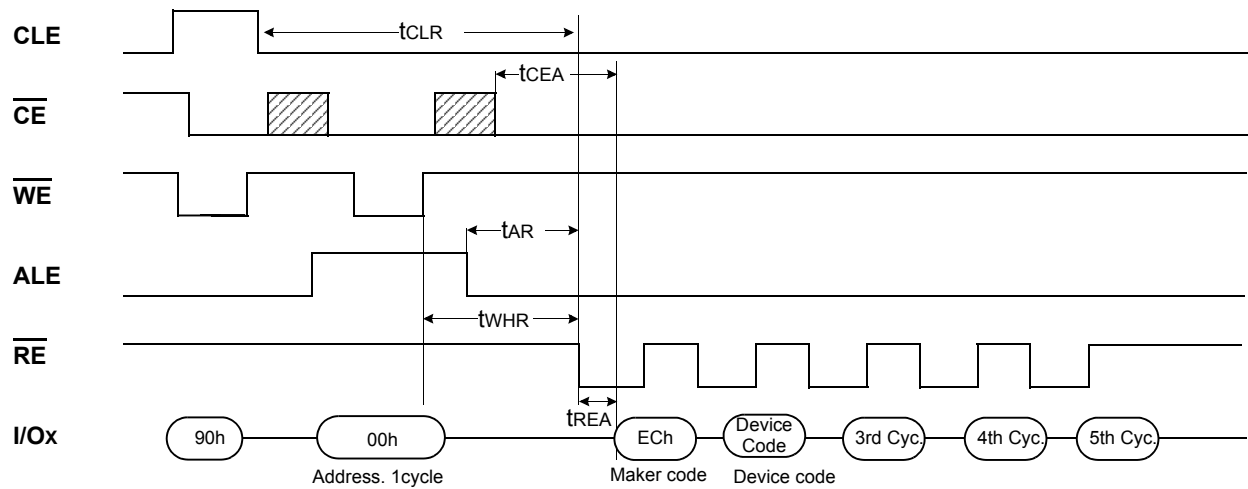 CLE
tCLR
tCEA
CE
WE
tAR
ALE
tWHR
RE
tREA
I/Ox
90h
00h
ECh
Device
Code
3rd Cyc.
4th Cyc.
5th Cyc.
Address. 1cycle
Maker code
Device code